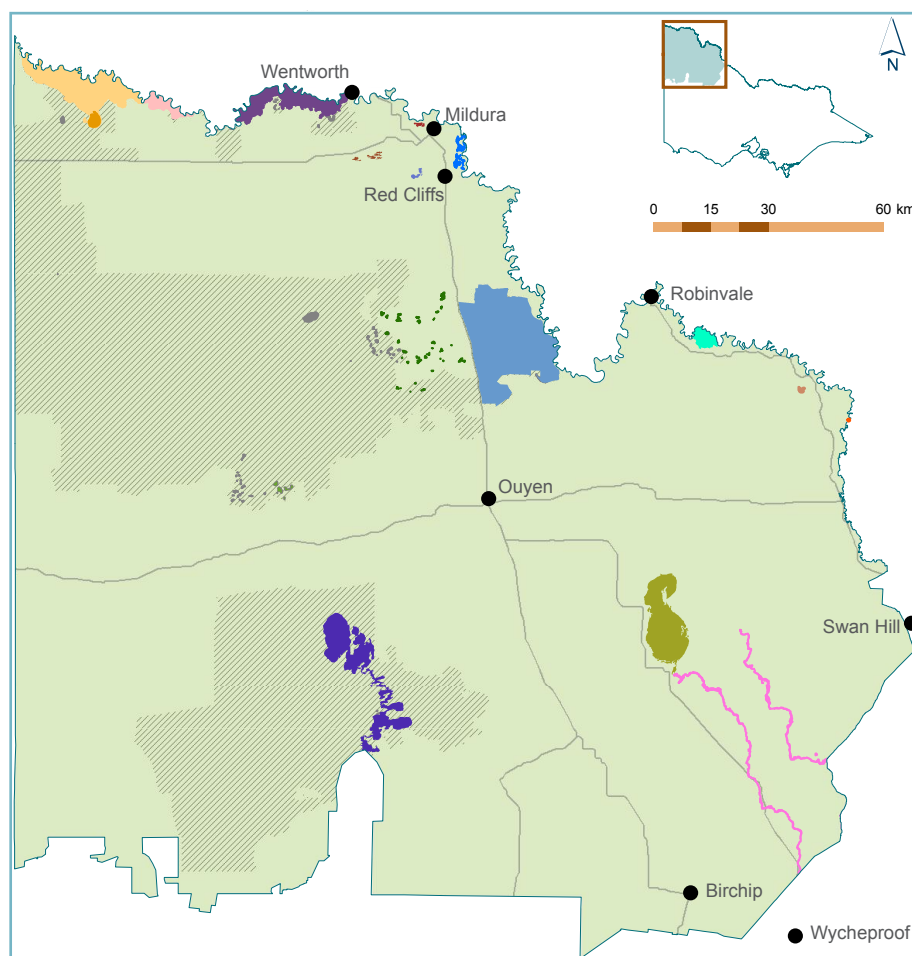 Wentworth
N
Mildura
Red Cliffs
0 15 30 60 km
Robinvale
Ouyen
Swan Hill
Birchip
Wycheproof